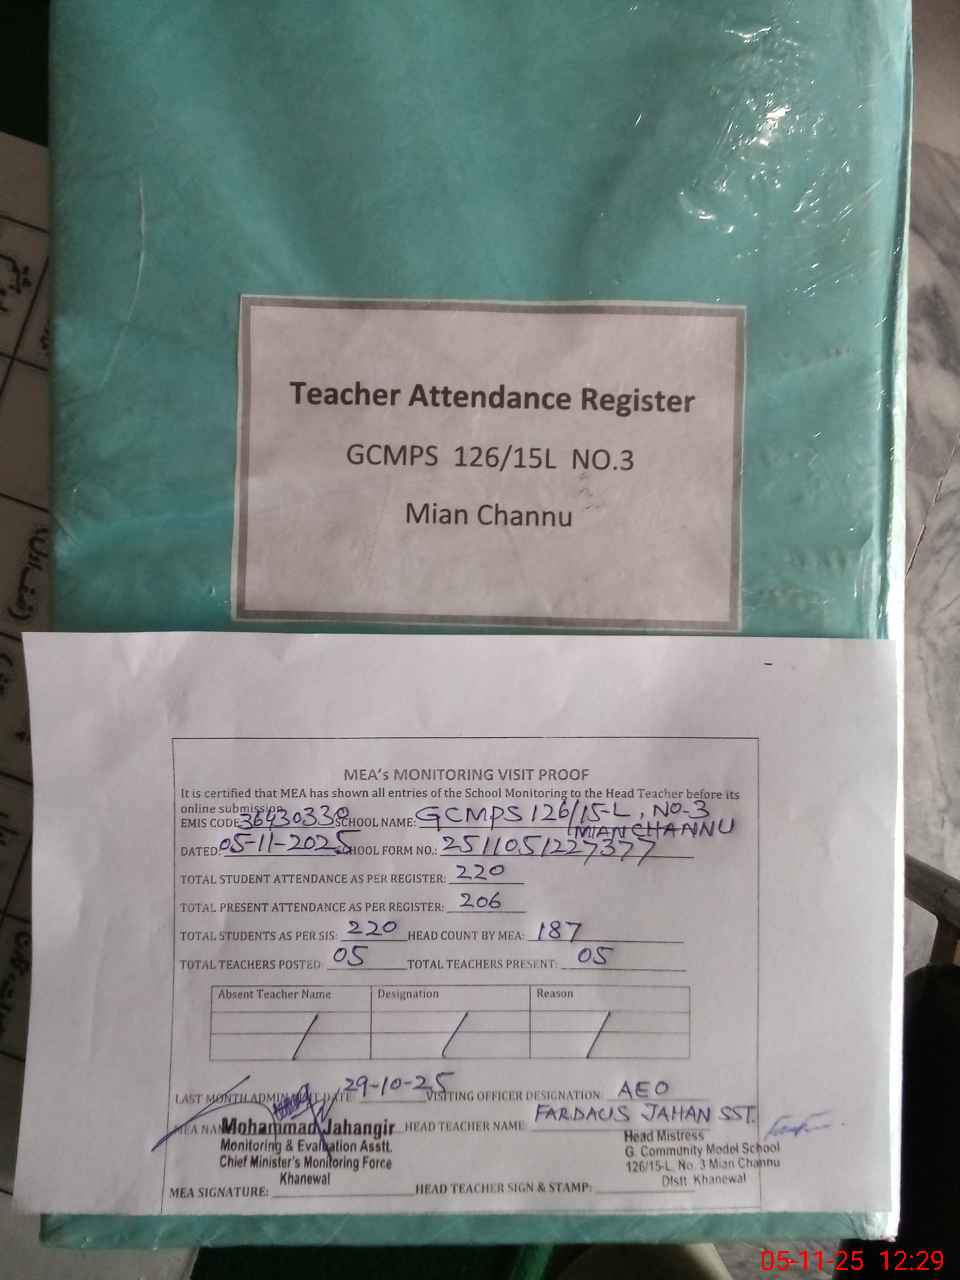 Teacher Attendance Register
GCMPS 126/15L NO.3
Mian Channu
MEA's MONITORING VISIT PROOF
It is certified that MEA has shown all entries of the School Monitoring to the Head Teacher before its
online submission
EMIS CODE 36430330 SCHOOL NAME: GCMPS 126/15-L, NO-3
MIANCHANNU
DATED: 05-11-2025 SCHOOL FORM NO.: 2511051227377
TOTAL STUDENT ATTENDANCE AS PER REGISTER: 220
TOTAL PRESENT ATTENDANCE AS PER REGISTER: 206
TOTAL STUDENTS AS PER SIS: 220 HEAD COUNT BY MEA: 187
TOTAL TEACHERS POSTED: 05 TOTAL TEACHERS PRESENT: 05
Absent Teacher Name Designation Reason
LAST MONTH DATE: 29-10-25 VISITING OFFICER DESIGNATION: AEO
MEA Mohammad Jahangir HEAD TEACHER NAME FARDAUS JAHAN SST.
Monitoring & Evaluation Asstt. Head Mistress
Chief Minister's Monitoring Force G. Community Model School
Khanewal 126/15-L, No. 3 Mian Channu
Distt. Khanewal
MEA SIGNATURE: HEAD TEACHER SIGN & STAMP:
05-11-25 12:29